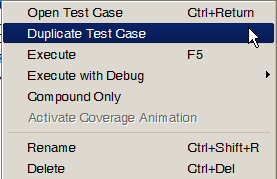 Open Test Case Ctrl+Return
Duplicate Test Case
Execute F5
Execute with Debug
Compound Only
Activate Coverage Animation
Rename Ctrl+Shift+R
Delete Ctrl+Del